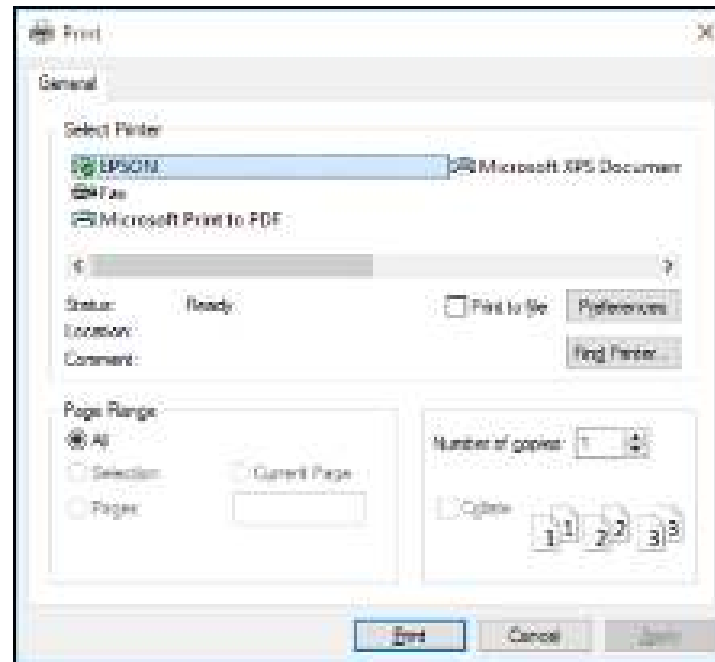 Print
General
Select Printer
EPSON Microsoft XPS Documen
Fax
Microsoft Print to PDF
Status: Ready Print to file Preferences
Location:
Comment: Find Printer...
Page Range
All Number of copies: 1
Selection Current Page
Pages: Collate
1 1 2 2 3 3
Print Cancel Apply